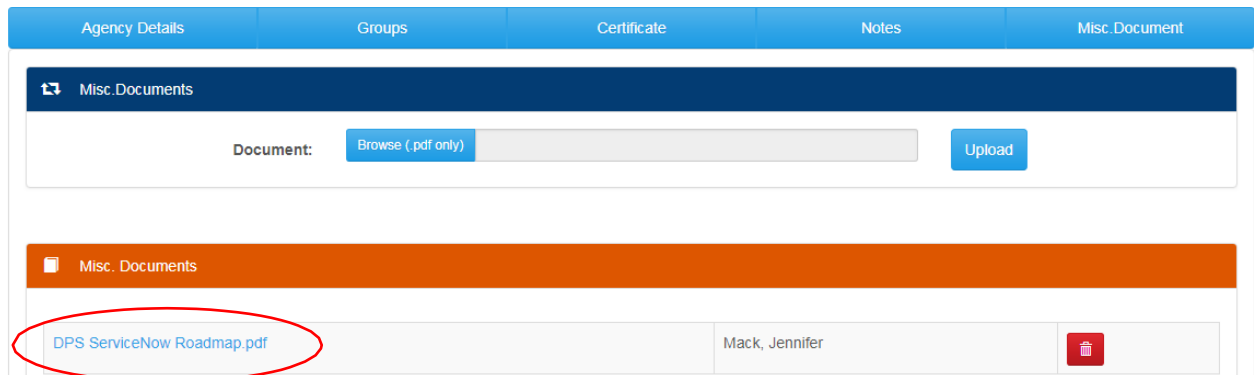 Agency Details Groups Certificate Notes Misc.Document
Misc.Documents
Document: Browse (.pdf only) Upload
Misc. Documents
DPS ServiceNow Roadmap.pdf Mack, Jennifer